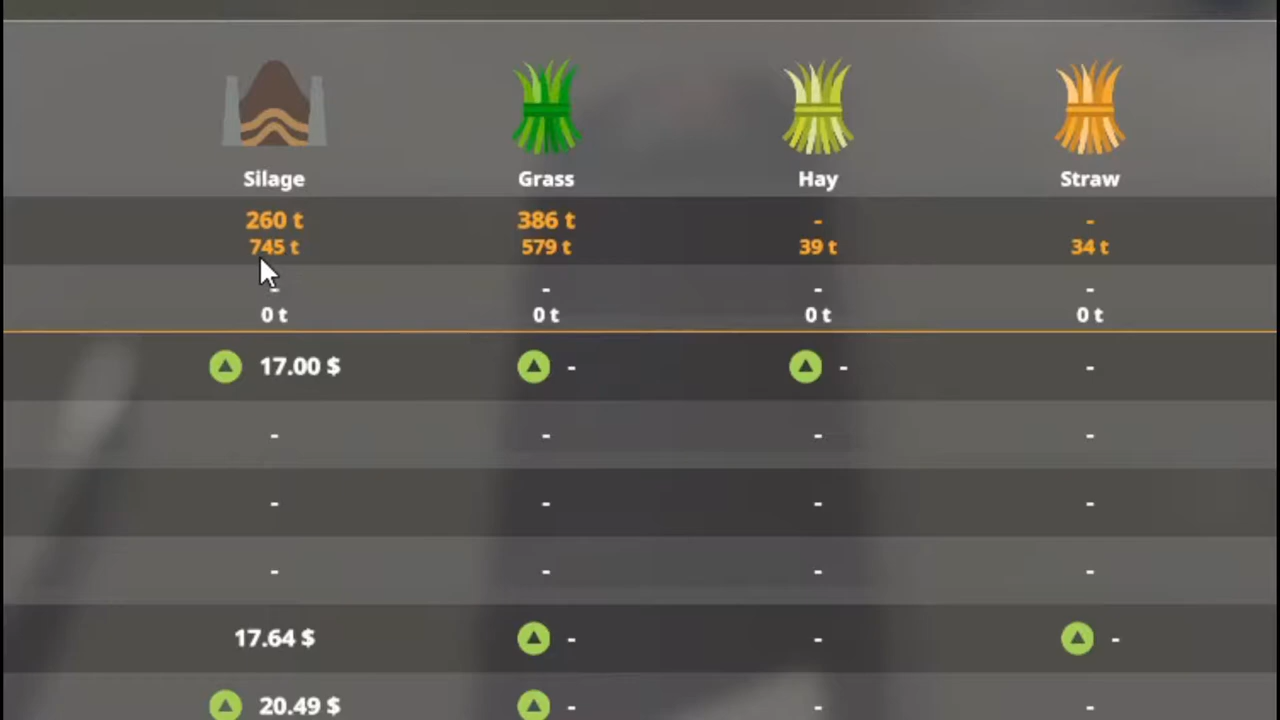 Silage Grass Hay Straw
260 t 386 t - -
745 t 579 t 39 t 34 t
- - - -
0 t 0 t 0 t 0 t
17.00 $ - - -
- - - -
- - - -
- - - -
17.64 $ - - -
20.49 $ - - -